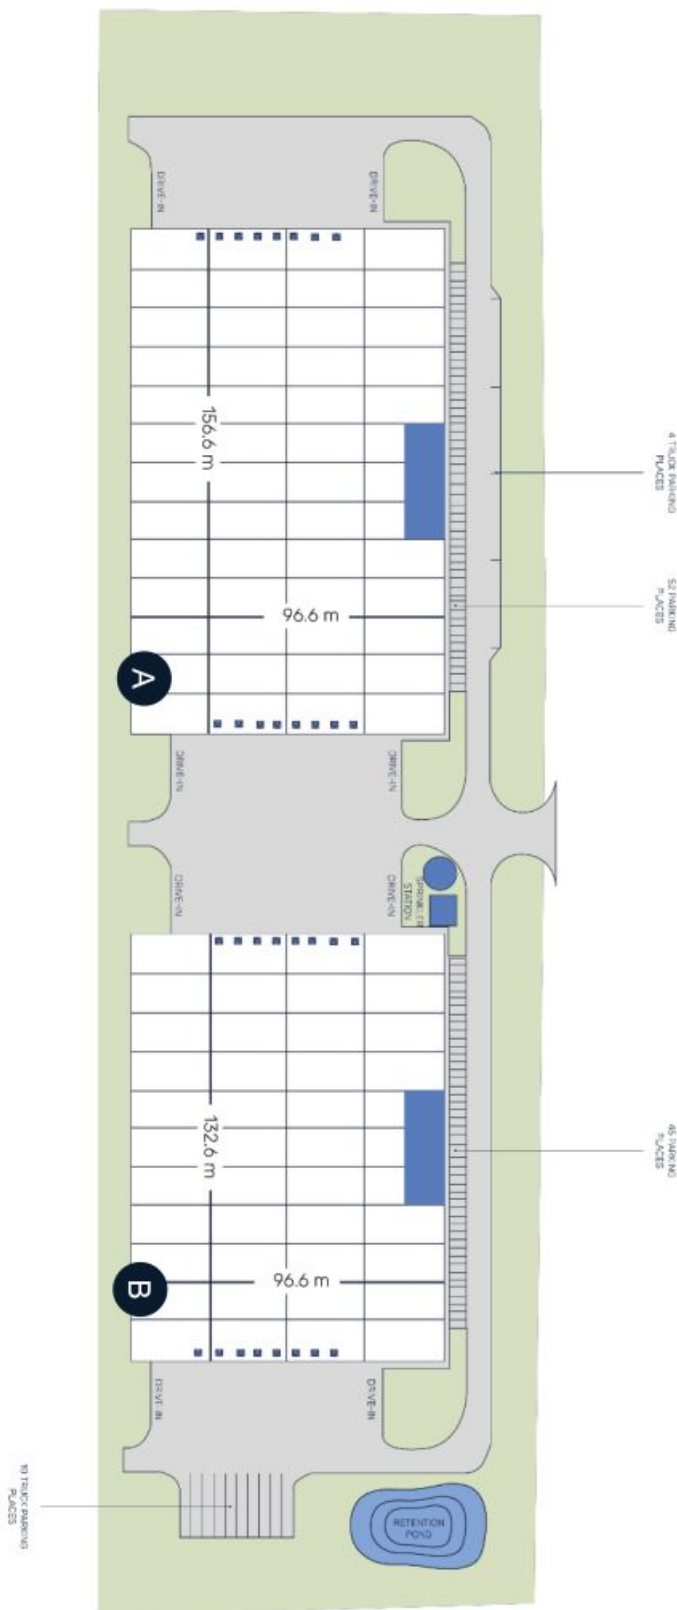 DRIVE-IN
DRIVE-IN
4 TRUCK PARKING
PLACES
156.6 m
52 PARKING
PLACES
96.6 m
A
DRIVE-IN
DRIVE-IN
DRIVE-IN
DRIVE-IN
SPRINKLER
STATION
45 PARKING
PLACES
132.6 m
96.6 m
B
DRIVE-IN
DRIVE-IN
10 TRUCK PARKING
PLACES
RETENTION
POND